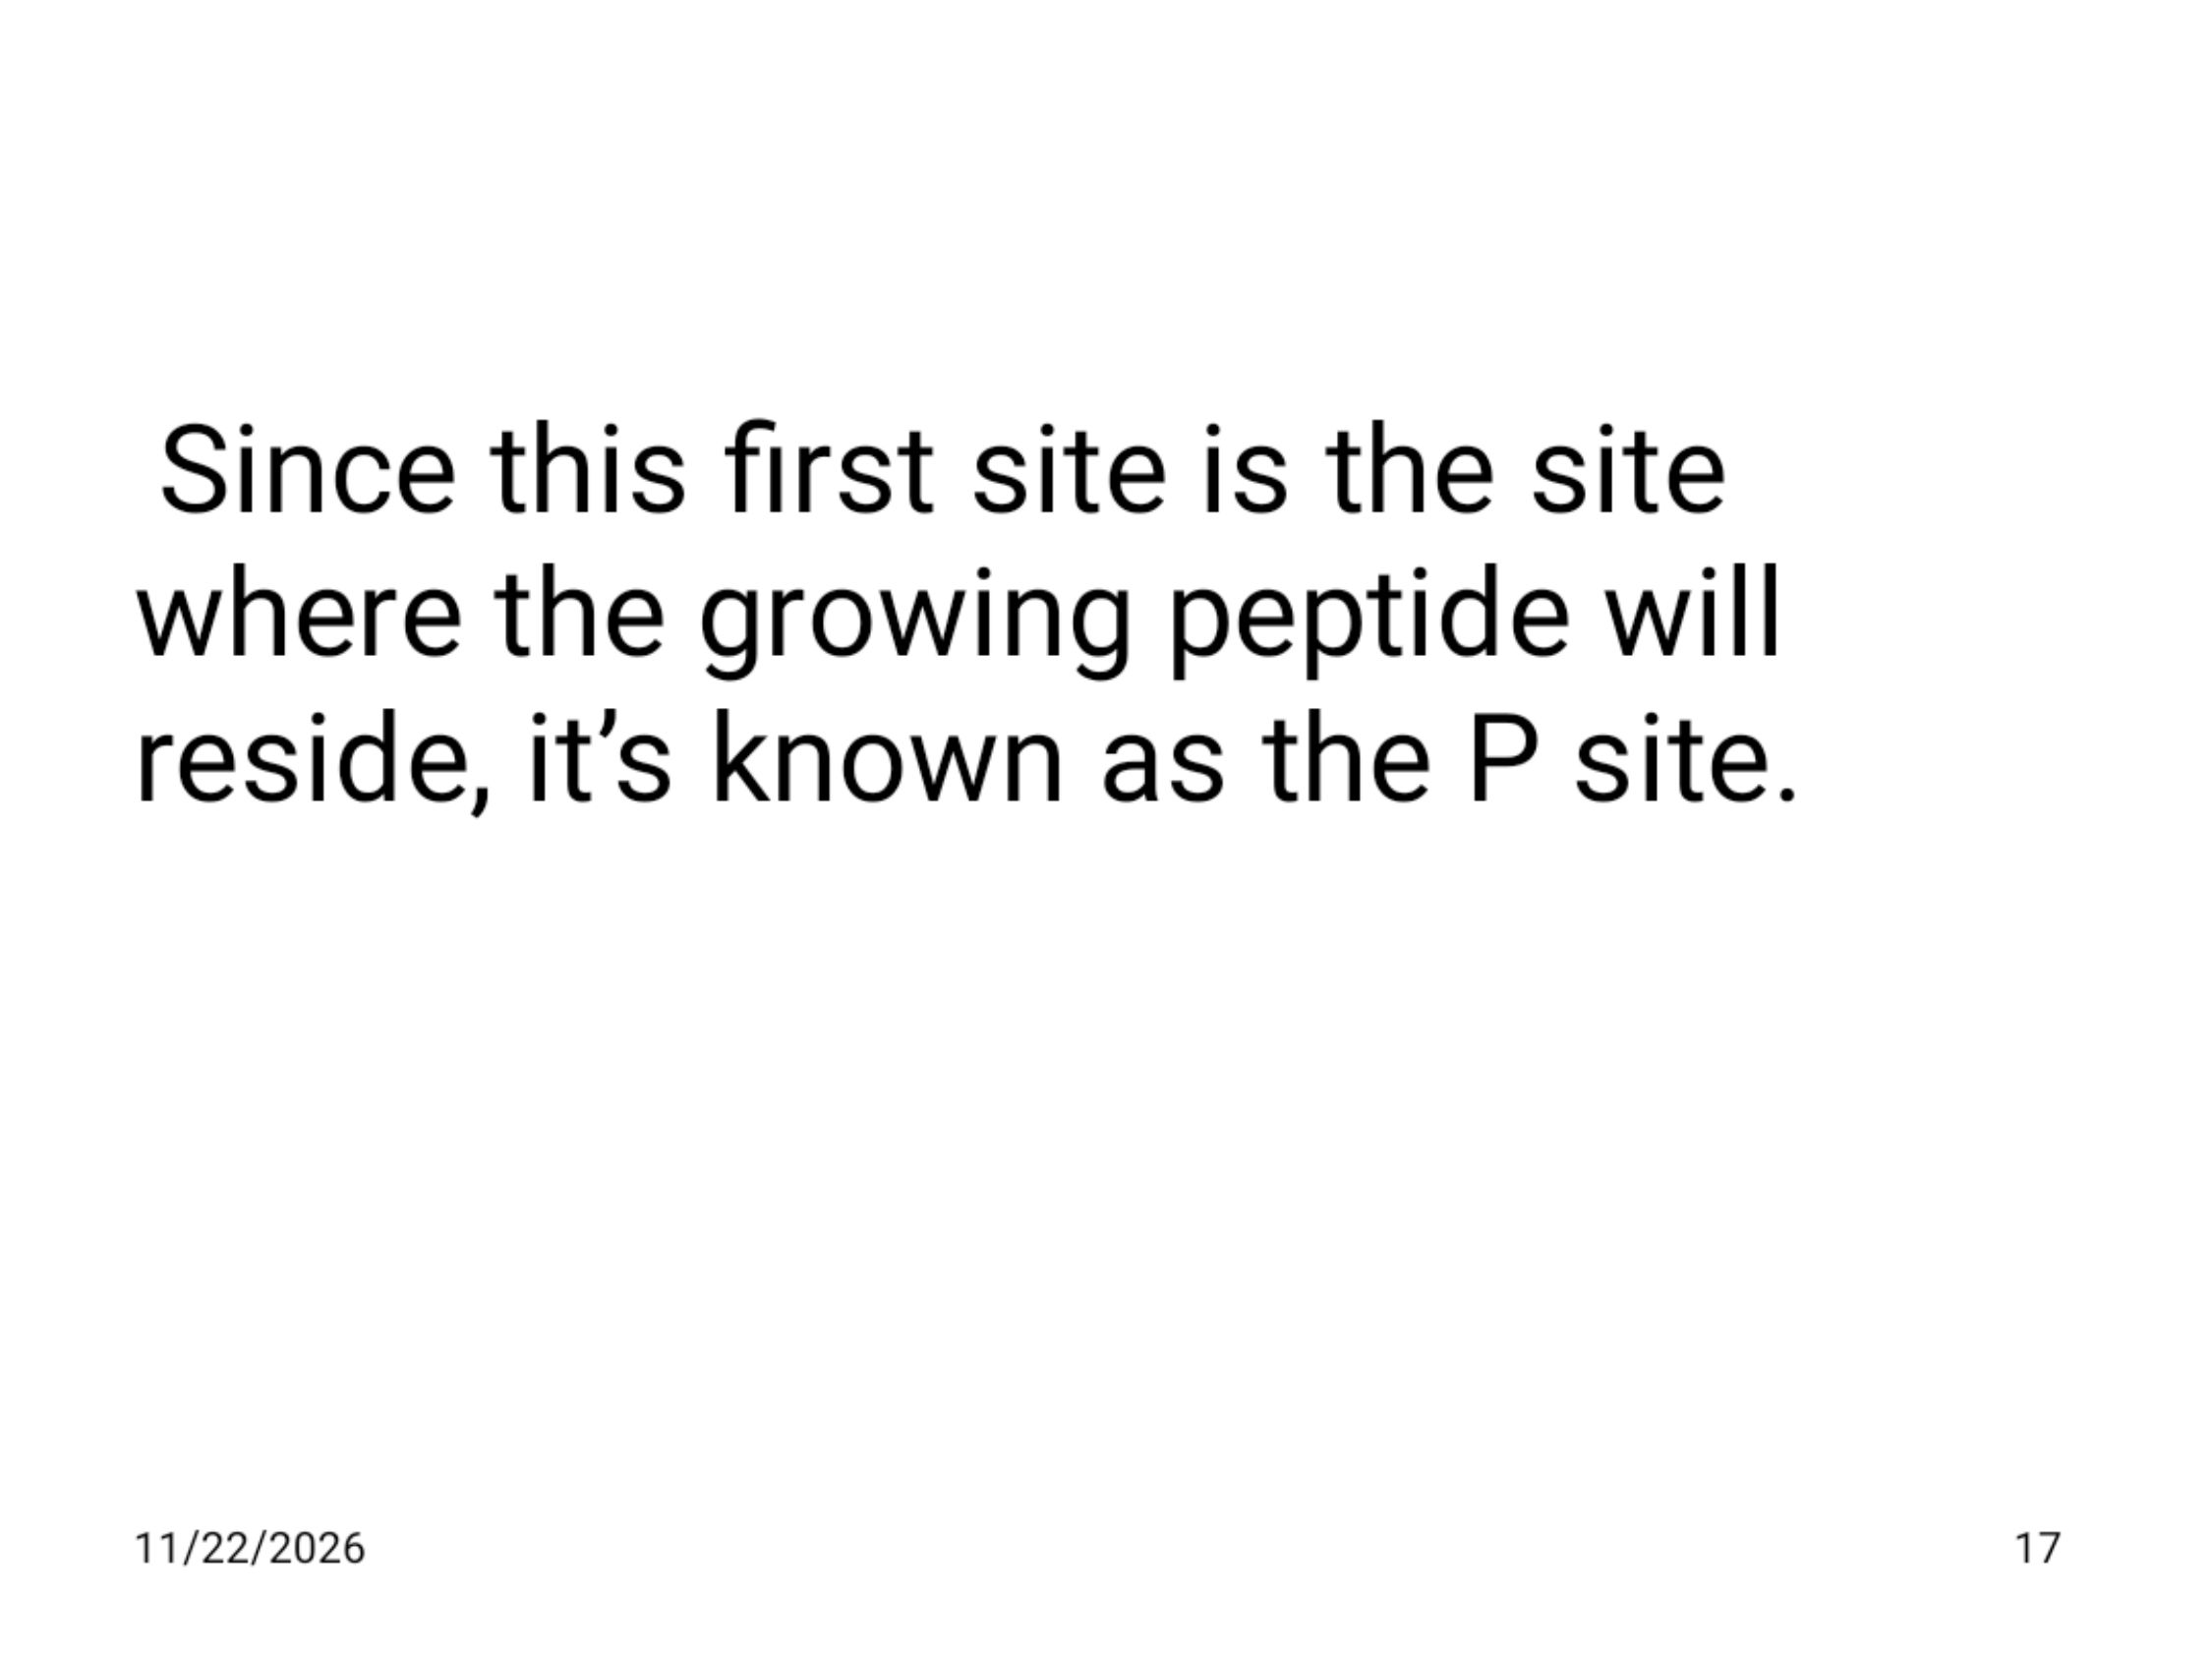 Since this first site is the site
where the growing peptide will
reside, it’s known as the P site.
11/22/2026
17